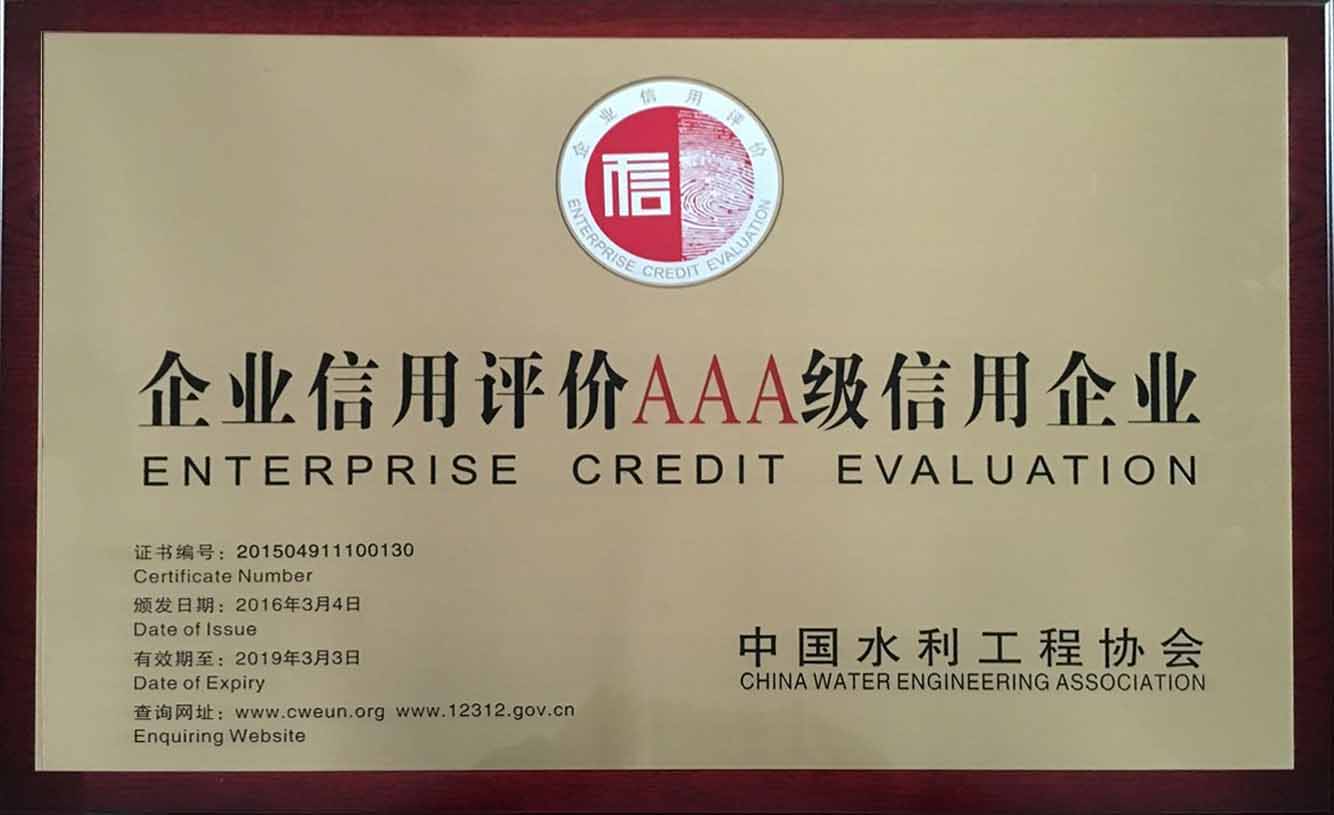 企业信用评价
信
ENTERPRISE CREDIT EVALUATION
企业信用评价AAA级信用企业
ENTERPRISE CREDIT EVALUATION
证书编号：201504911100130
Certificate Number
颁发日期：2016年3月4日
Date of Issue
有效期至：2019年3月3日
Date of Expiry
查询网址：www.cweun.org www.12312.gov.cn
Enquiring Website
中国水利工程协会
CHINA WATER ENGINEERING ASSOCIATION